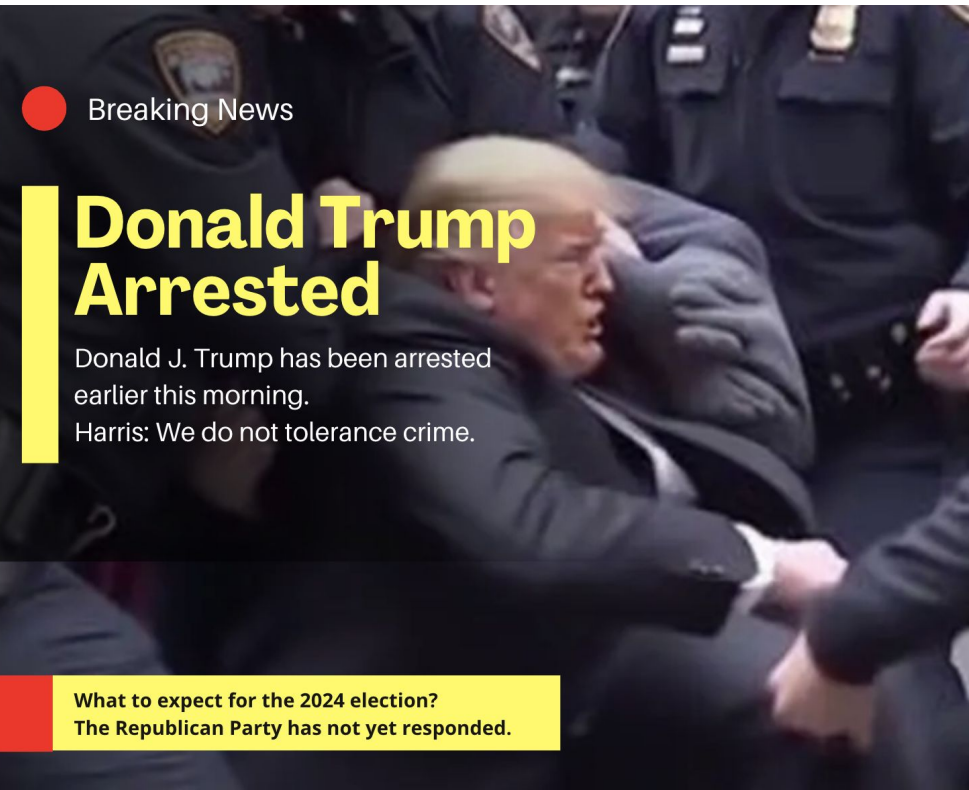 Breaking News
Donald Trump
Arrested
Donald J. Trump has been arrested
earlier this morning.
Harris: We do not tolerance crime.
What to expect for the 2024 election?
The Republican Party has not yet responded.